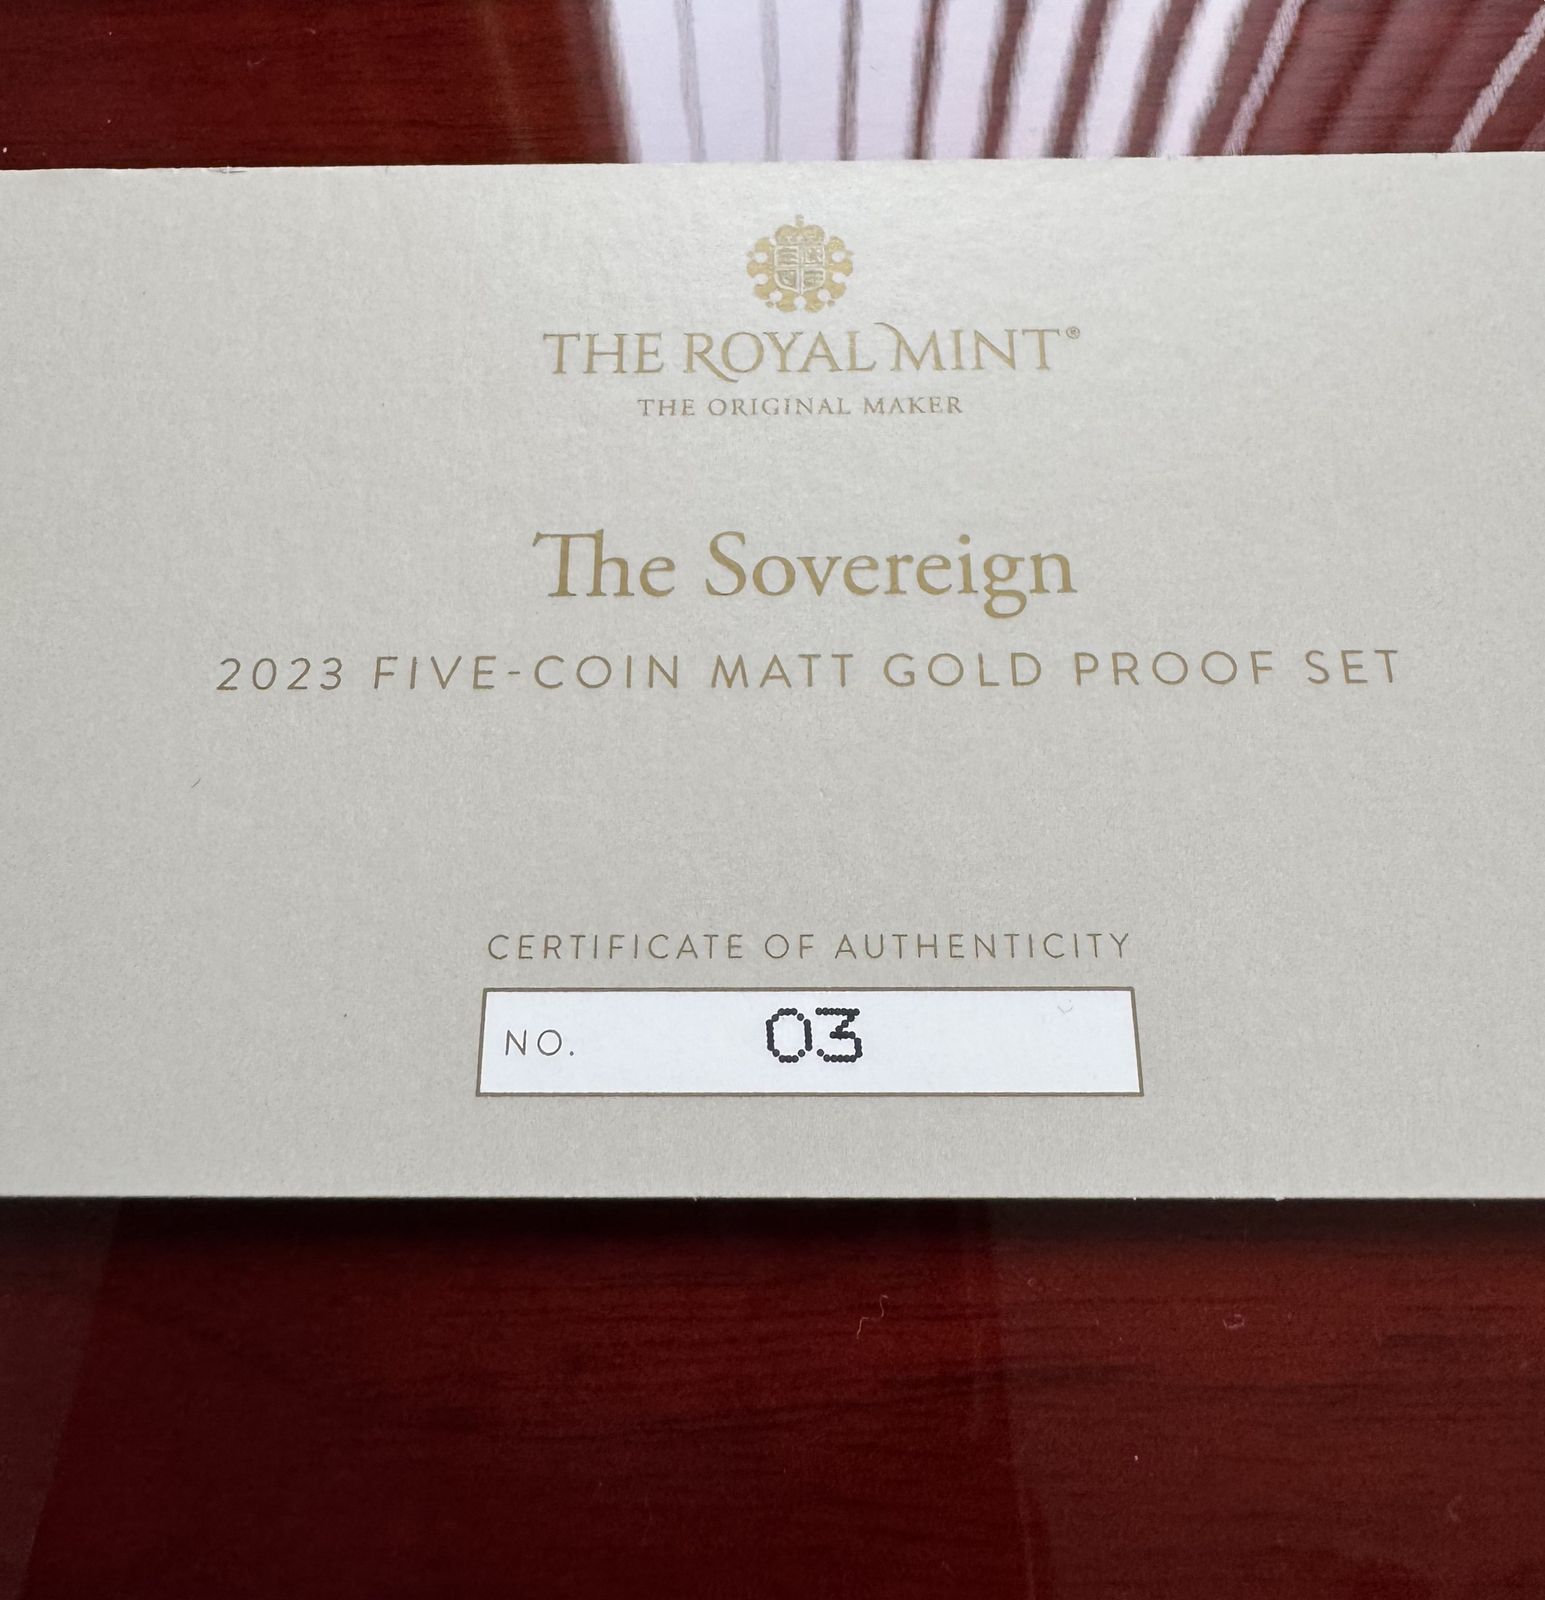 THE ROYAL MINT®
THE ORIGINAL MAKER
The Sovereign
2023 FIVE-COIN MATT GOLD PROOF SET
CERTIFICATE OF AUTHENTICITY
NO. 03